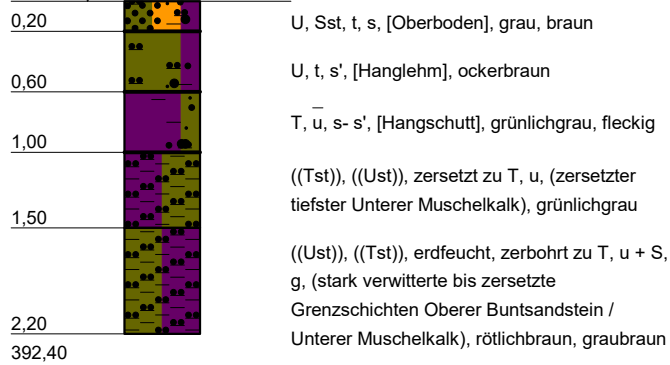 0,20
U, Sst, t, s, [Oberboden], grau, braun
0,60
U, t, s', [Hanglehm], ockerbraun
1,00
T, u̅, s- s', [Hangschutt], grünlichgrau, fleckig
1,50
((Tst)), ((Ust)), zersetzt zu T, u, (zersetzter
tiefster Unterer Muschelkalk), grünlichgrau
2,20
((Ust)), ((Tst)), erdfeucht, zerbohrt zu T, u + S,
g, (stark verwitterte bis zersetzte
Grenzschichten Oberer Buntsandstein /
Unterer Muschelkalk), rötlichbraun, graubraun
392,40